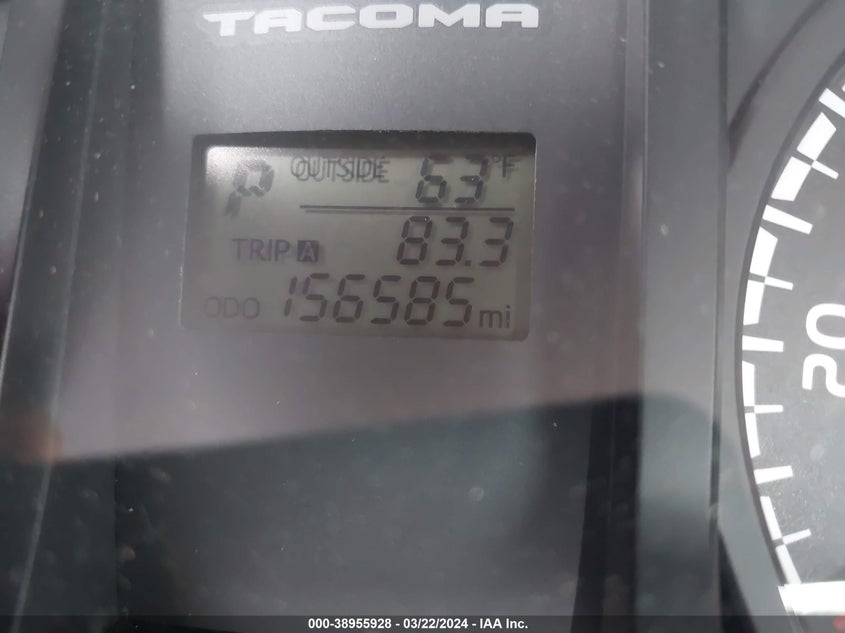 TACOMA
P OUTSIDE 63°F
TRIP A 83.3
ODO 156585 mi
20
000-38955928 - 03/22/2024 - IAA Inc.